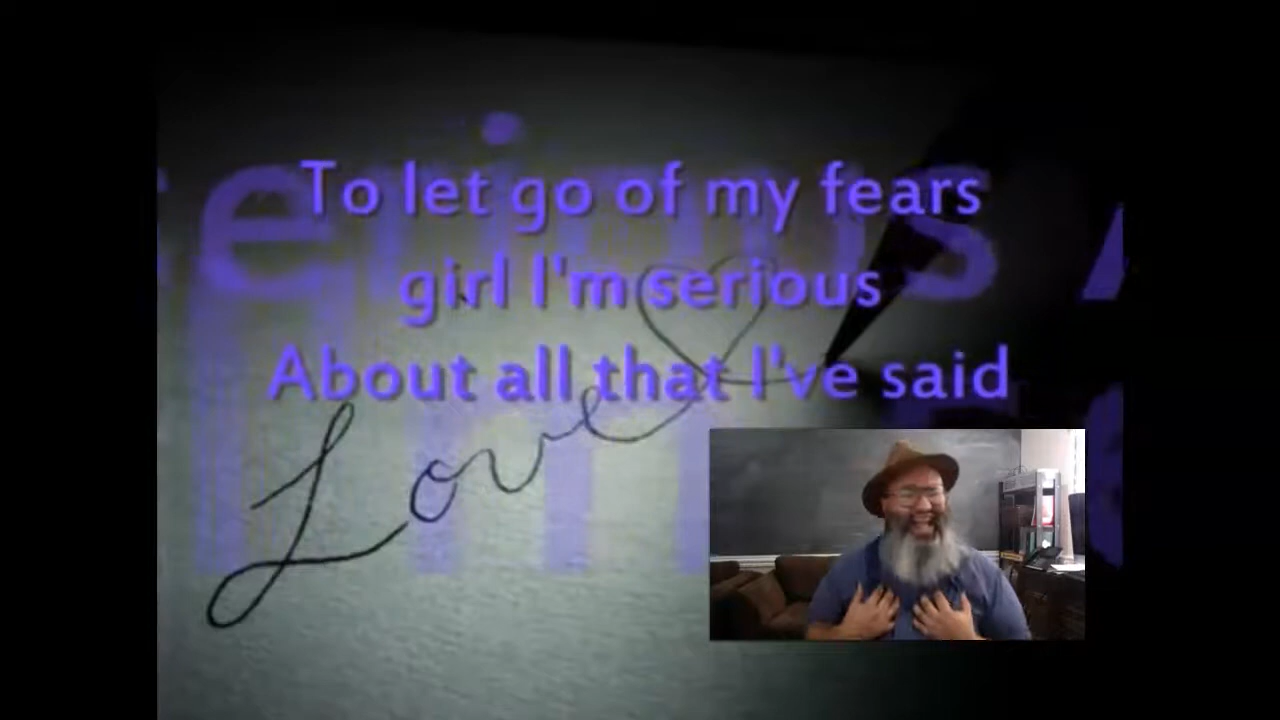 To let go of my fears
girl I'm serious
About all that I've said
Love